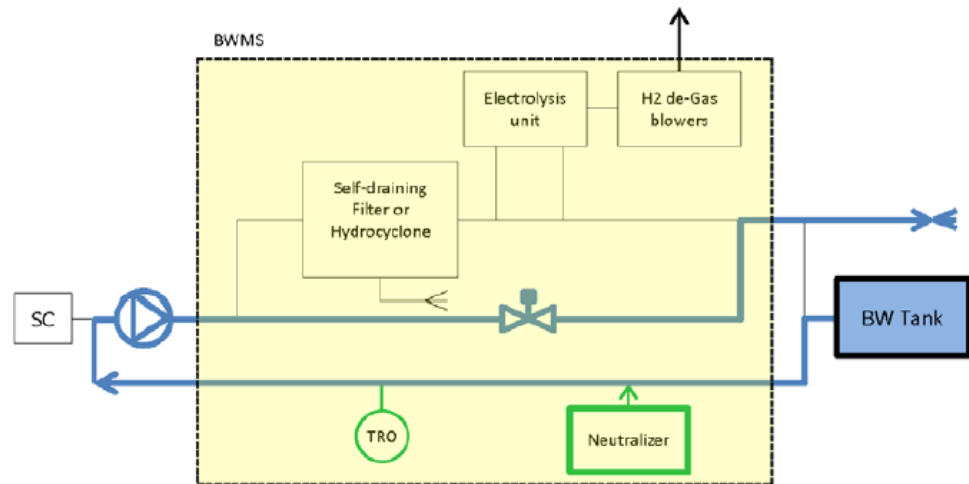 BWMS
Electrolysis
unit
H2 de-Gas
blowers
Self-draining
Filter or
Hydrocyclone
SC
BW Tank
TRO
Neutralizer